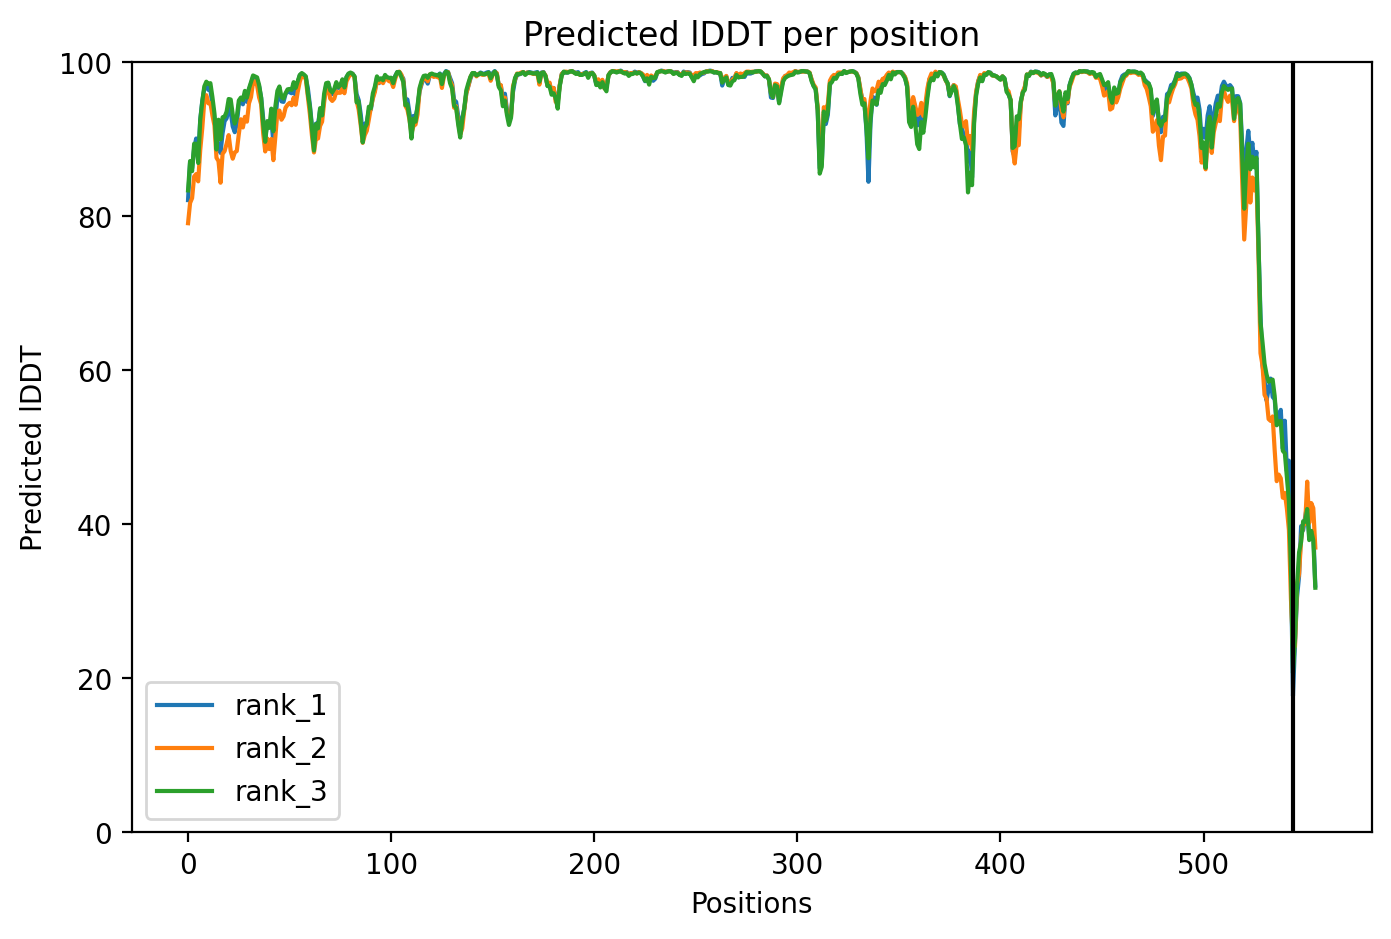 Predicted lDDT per position
Predicted lDDT
100
80
60
40
20
0
rank_1
rank_2
rank_3
0 100 200 300 400 500
Positions